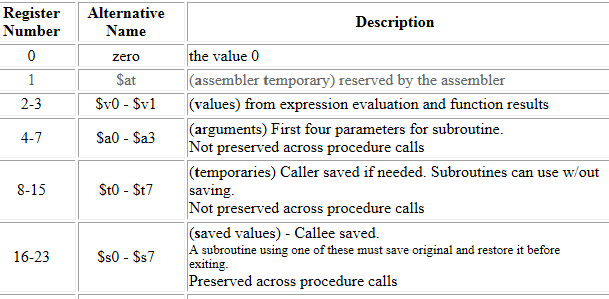 Register Number Alternative Name Description
0 zero the value 0
1 $at (assembler temporary) reserved by the assembler
2-3 $v0 - $v1 (values) from expression evaluation and function results
4-7 $a0 - $a3 (arguments) First four parameters for subroutine.
Not preserved across procedure calls
8-15 $t0 - $t7 (temporaries) Caller saved if needed. Subroutines can use w/out
saving.
Not preserved across procedure calls
16-23 $s0 - $s7 (saved values) - Callee saved.
A subroutine using one of these must save original and restore it before
exiting.
Preserved across procedure calls